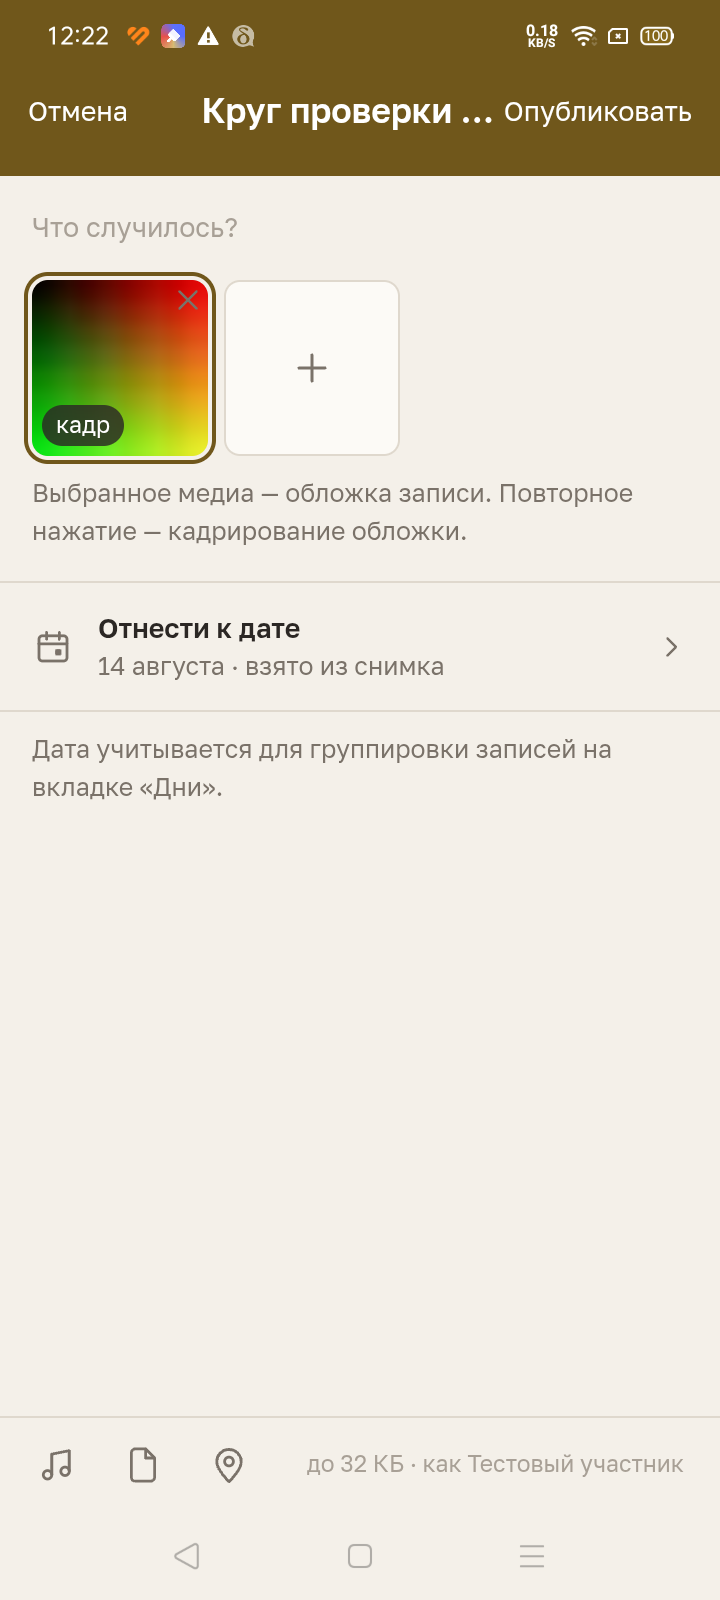 12:22
0.18
KB/S
100
Отмена
Круг проверки ...
Опубликовать
Что случилось?
кадр
Выбранное медиа — обложка записи. Повторное
нажатие — кадрирование обложки.
Отнести к дате
14 августа · взято из снимка
Дата учитывается для группировки записей на
вкладке «Дни».
до 32 КБ · как Тестовый участник